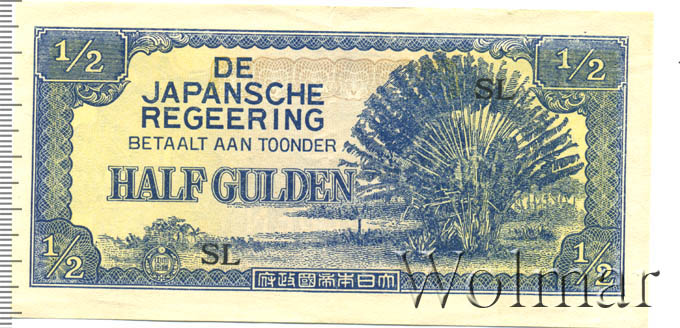 1/2
1/2
DE
JAPANSCHE
REGEERING
BETAALT AAN TOONDER
HALF GULDEN
SL
SL
1/2
1/2
大日本帝國政府
Wolmar